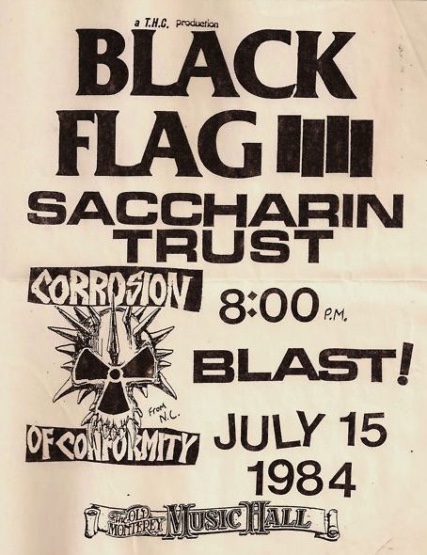 a T.H.C. production
BLACK
FLAG
SACCHARIN
TRUST
CORROSION
OF CONFORMITY
from
N.C.
8:00 P.M.
BLAST!
JULY 15
1984
The OLD
MONTEREY
MUSIC HALL